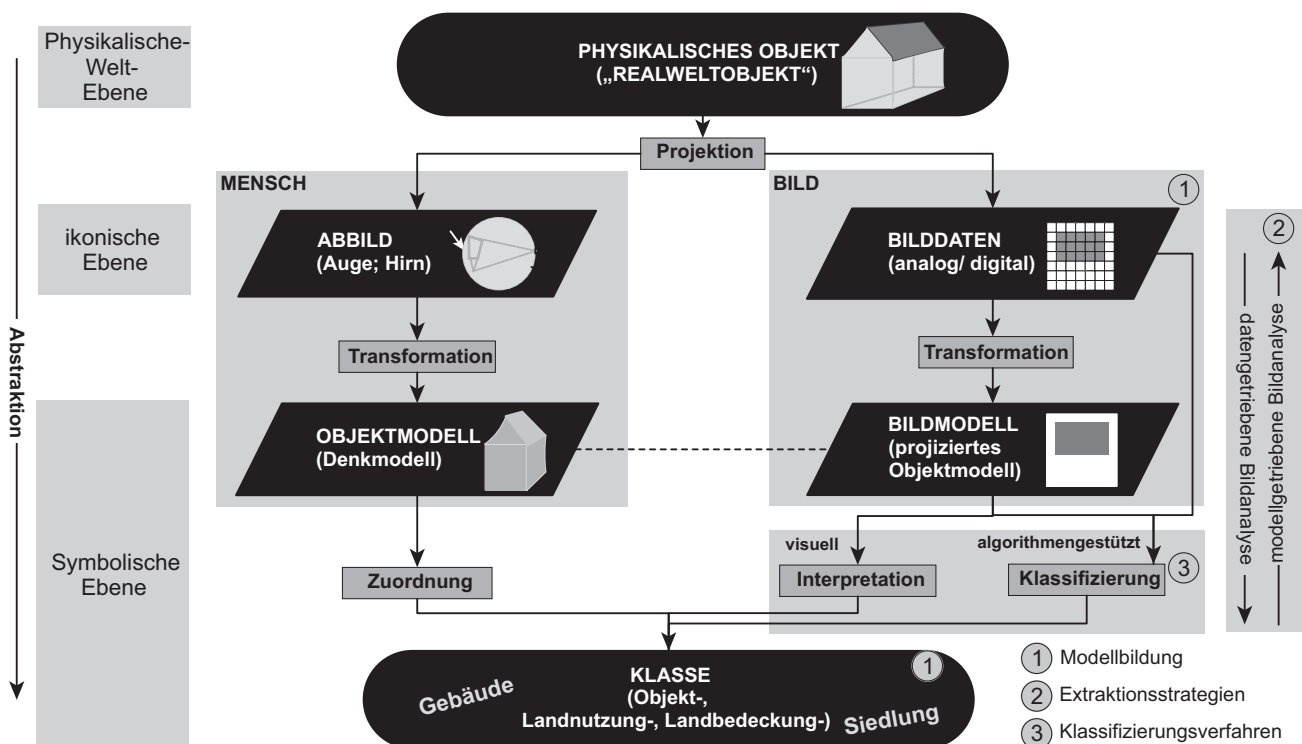 Physikalische-
Welt-
Ebene
PHYSIKALISCHES OBJEKT
(„REALWELTOBJEKT“)
Projektion
MENSCH
BILD
1
ikonische
Ebene
ABBILD
(Auge; Hirn)
BILDDATEN
(analog/ digital)
2
Transformation
Transformation
Abstraktion
datengetriebene Bildanalyse
modellgetriebene Bildanalyse
OBJEKTMODELL
(Denkmodell)
BILDMODELL
(projiziertes
Objektmodell)
Symbolische
Ebene
visuell
algorithmengestützt
Zuordnung
Interpretation
Klassifizierung
3
KLASSE
(Objekt-,
Landnutzung-, Landbedeckung-)
Gebäude
Siedlung
1
1 Modellbildung
2 Extraktionsstrategien
3 Klassifizierungsverfahren